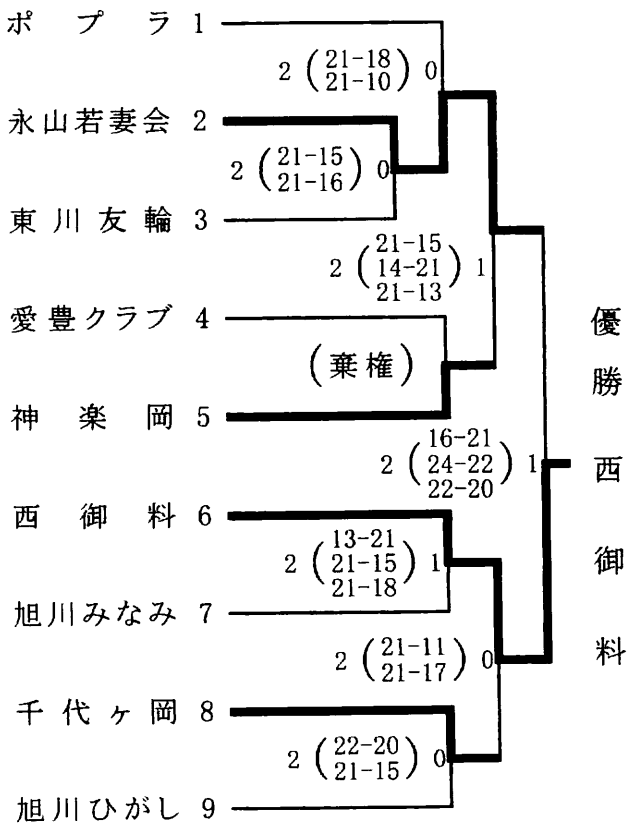 ポプラ 1
2 (21-18 21-10) 0
永山若妻会 2
2 (21-15 21-16) 0
東川友輪 3
2 (21-15 14-21 21-13) 1
愛豊クラブ 4
(棄権)
神楽岡 5
2 (16-21 24-22 22-20) 1
西御料 6
2 (13-21 21-15 21-18) 1
旭川みなみ 7
2 (21-11 21-17) 0
千代ヶ岡 8
2 (22-20 21-15) 0
旭川ひがし 9
優勝西御料